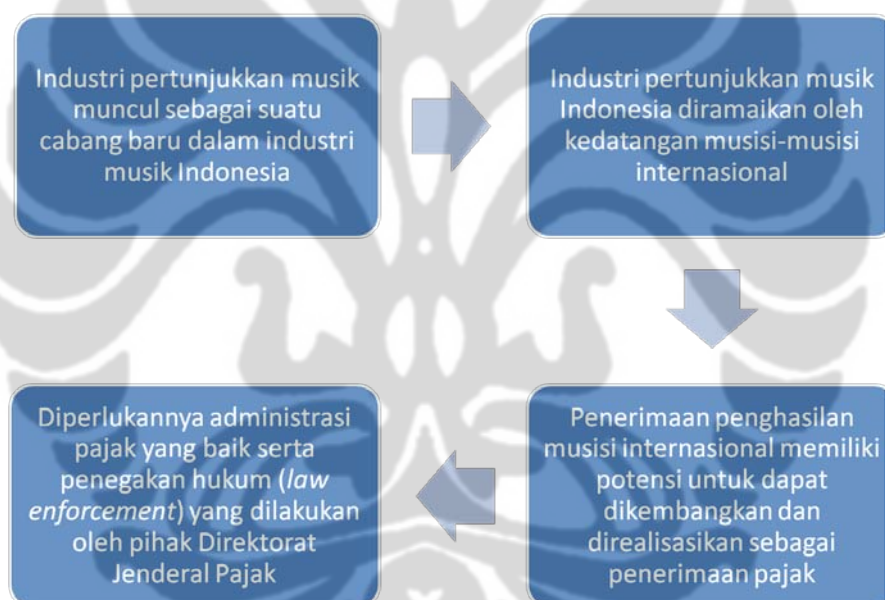 Industri pertunjukkan musik
muncul sebagai suatu
cabang baru dalam industri
musik Indonesia
Industri pertunjukkan musik
Indonesia diramaikan oleh
kedatangan musisi-musisi
internasional
Penerimaan penghasilan
musisi internasional memiliki
potensi untuk dapat
dikembangkan dan
direalisasikan sebagai
penerimaan pajak
Diperlukannya administrasi
pajak yang baik serta
penegakan hukum (law
enforcement) yang dilakukan
oleh pihak Direktorat
Jenderal Pajak